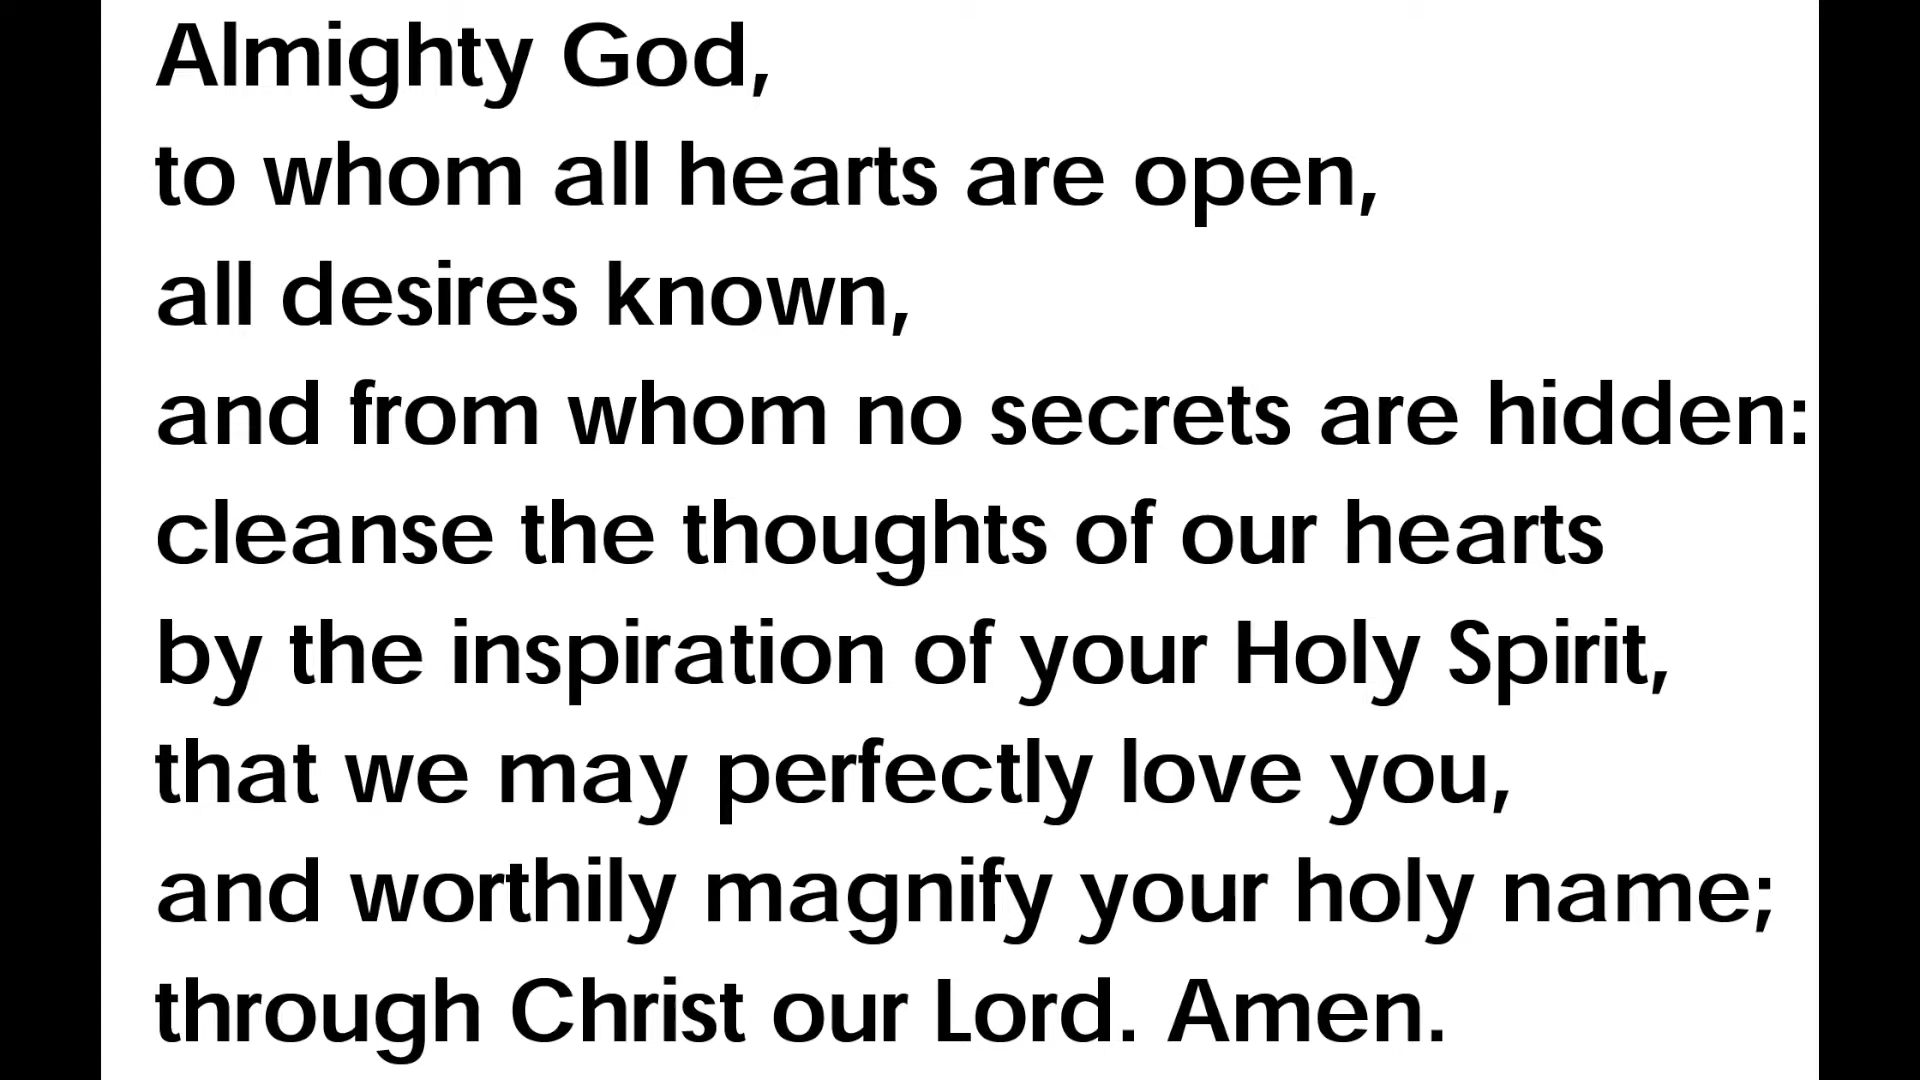 Almighty God,
to whom all hearts are open,
all desires known,
and from whom no secrets are hidden:
cleanse the thoughts of our hearts
by the inspiration of your Holy Spirit,
that we may perfectly love you,
and worthily magnify your holy name;
through Christ our Lord. Amen.